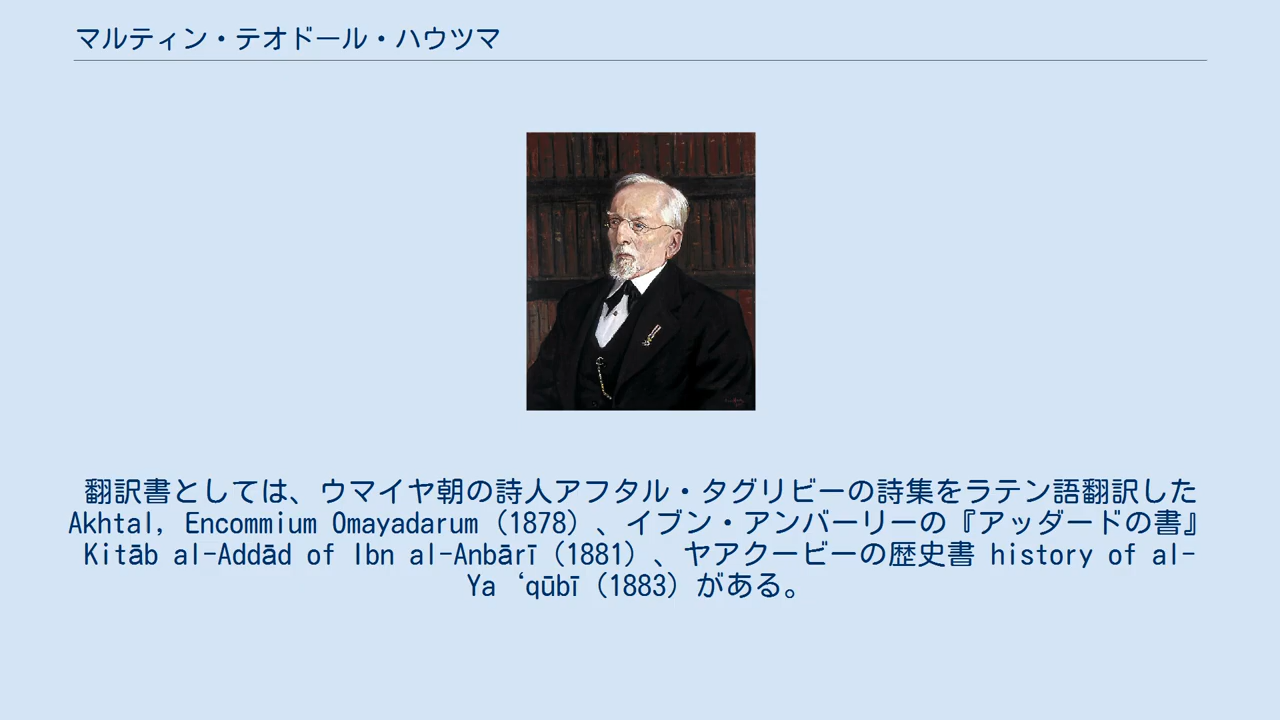 マルティン・テオドール・ハウツマ
翻訳書としては、ウマイヤ朝の詩人アフタル・タグリビーの詩集をラテン語翻訳した
Akhtal, Encommium Omayadarum（1878）、イブン・アンバーリーの『アッダードの書』
Kitāb al-Addād of Ibn al-Anbārī（1881）、ヤアクービーの歴史書 history of al-
Ya‘qūbī（1883）がある。